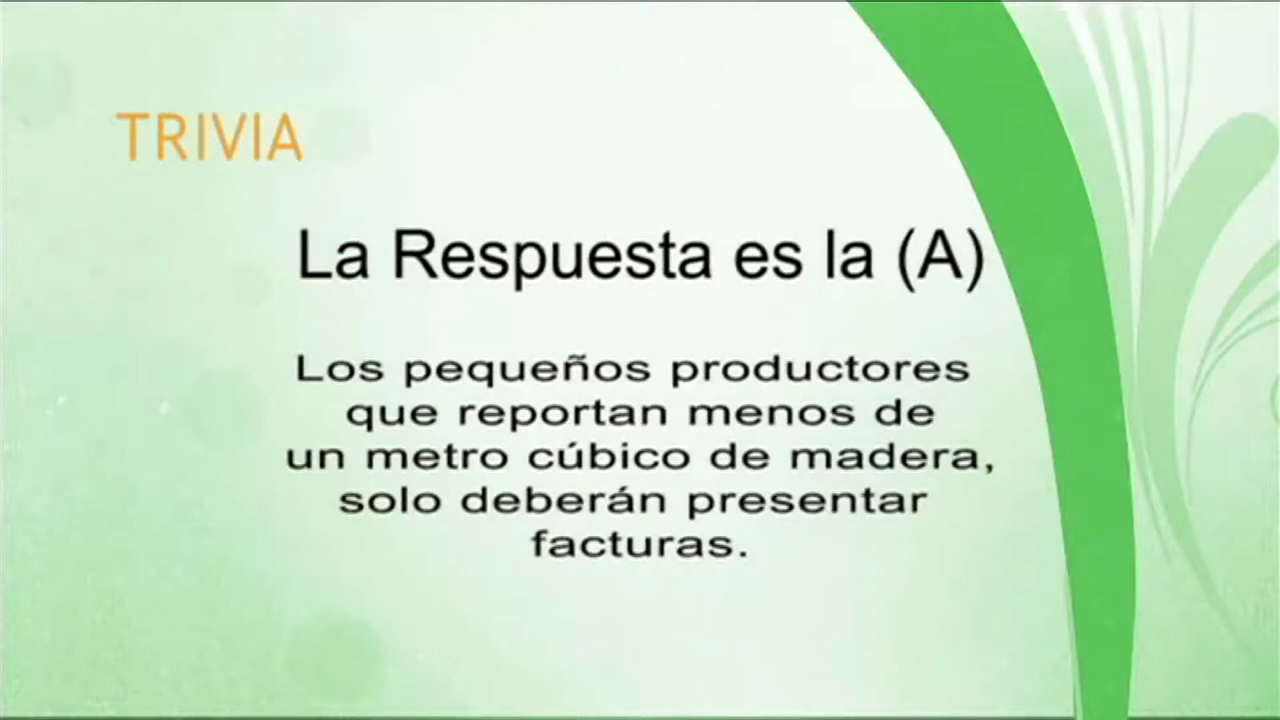 TRIVIA
La Respuesta es la (A)
Los pequeños productores
que reportan menos de
un metro cúbico de madera,
solo deberán presentar
facturas.